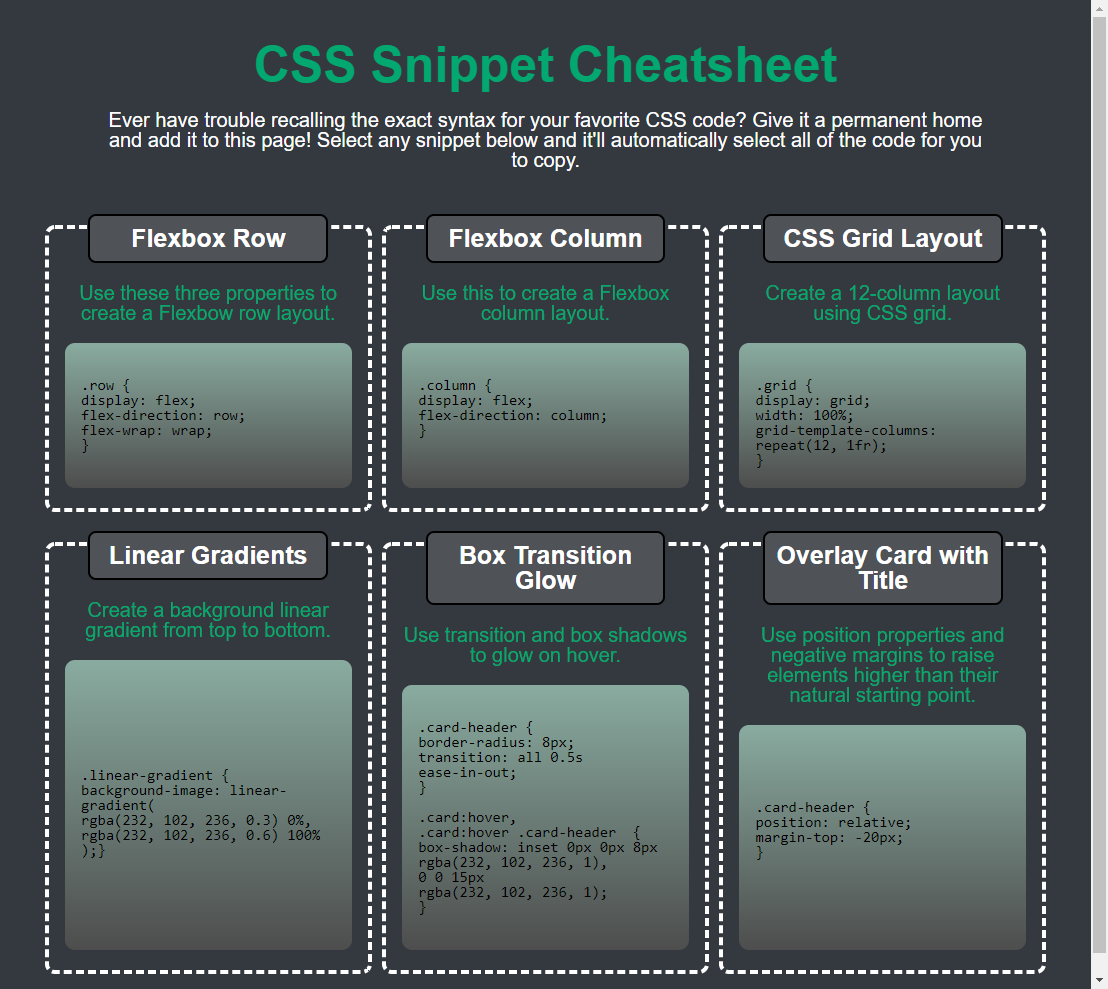 CSS Snippet Cheatsheet
Ever have trouble recalling the exact syntax for your favorite CSS code? Give it a permanent home
and add it to this page! Select any snippet below and it'll automatically select all of the code for you
to copy.
Flexbox Row
Use these three properties to
create a Flexbow row layout.
.row {
display: flex;
flex-direction: row;
flex-wrap: wrap;
}
Flexbox Column
Use this to create a Flexbox
column layout.
.column {
display: flex;
flex-direction: column;
}
CSS Grid Layout
Create a 12-column layout
using CSS grid.
.grid {
display: grid;
width: 100%;
grid-template-columns:
repeat(12, 1fr);
}
Linear Gradients
Create a background linear
gradient from top to bottom.
.linear-gradient {
background-image: linear-
gradient(
rgba(232, 102, 236, 0.3) 0%,
rgba(232, 102, 236, 0.6) 100%
);}
Box Transition
Glow
Use transition and box shadows
to glow on hover.
.card-header {
border-radius: 8px;
transition: all 0.5s
ease-in-out;
}
.card:hover,
.card:hover .card-header  {
box-shadow: inset 0px 0px 8px
rgba(232, 102, 236, 1),
0 0 15px
rgba(232, 102, 236, 1);
}
Overlay Card with
Title
Use position properties and
negative margins to raise
elements higher than their
natural starting point.
.card-header {
position: relative;
margin-top: -20px;
}